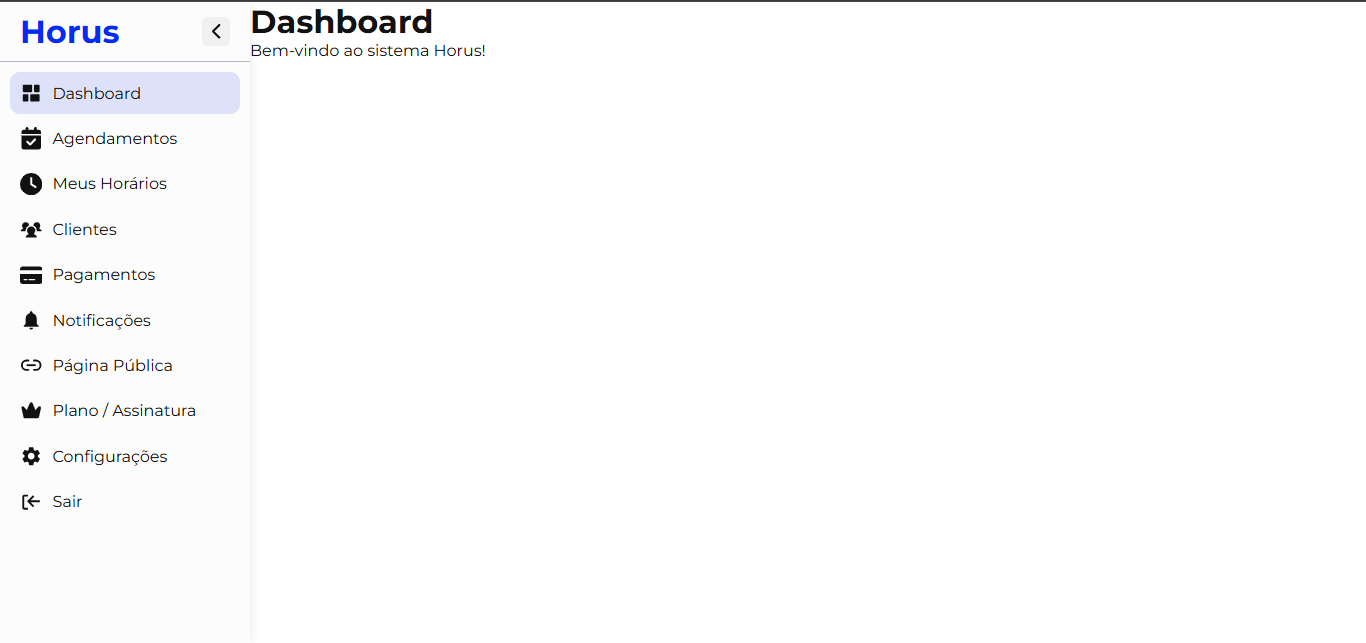 Horus
Dashboard
Agendamentos
Meus Horários
Clientes
Pagamentos
Notificações
Página Pública
Plano / Assinatura
Configurações
Sair
Dashboard
Bem-vindo ao sistema Horus!